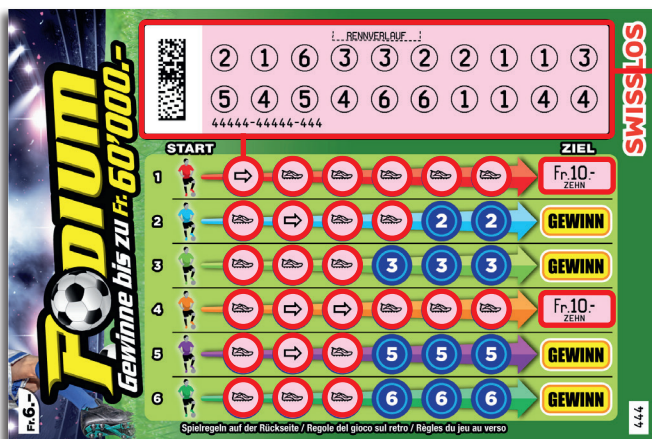 PODIUM
Gewinne bis zu Fr. 60'000.-
Fr.6.-
RENNVERLAUF
2 1 6 3 3 2 2 1 1 3
5 4 5 4 6 6 1 1 4 4
44444-44444-444
SWISSLOS
START ZIEL
1 Fr.10.-
ZEHN
2 2 2 GEWINN
3 3 3 3 GEWINN
4 Fr.10.-
ZEHN
5 5 5 5 GEWINN
6 6 6 6 GEWINN
Spielregeln auf der Rückseite / Regole del gioco sul retro / Règles du jeu au verso
444